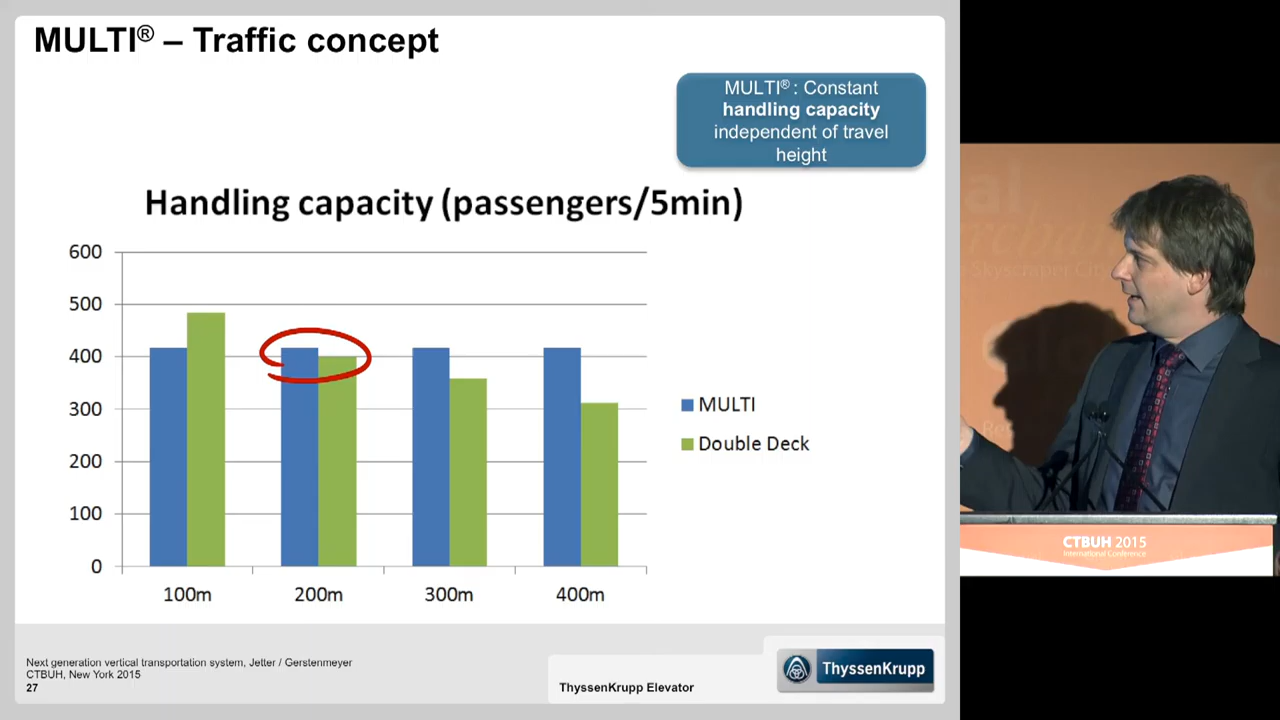 MULTI® – Traffic concept
MULTI® : Constant
handling capacity
independent of travel
height
Handling capacity (passengers/5min)
600
500
400
300
200
100
0
100m
200m
300m
400m
MULTI
Double Deck
Next generation vertical transportation system, Jetter / Gerstenmeyer
CTBUH, New York 2015
27
ThyssenKrupp Elevator
ThyssenKrupp
Skyscraper City
CTBUH 2015
International Conference